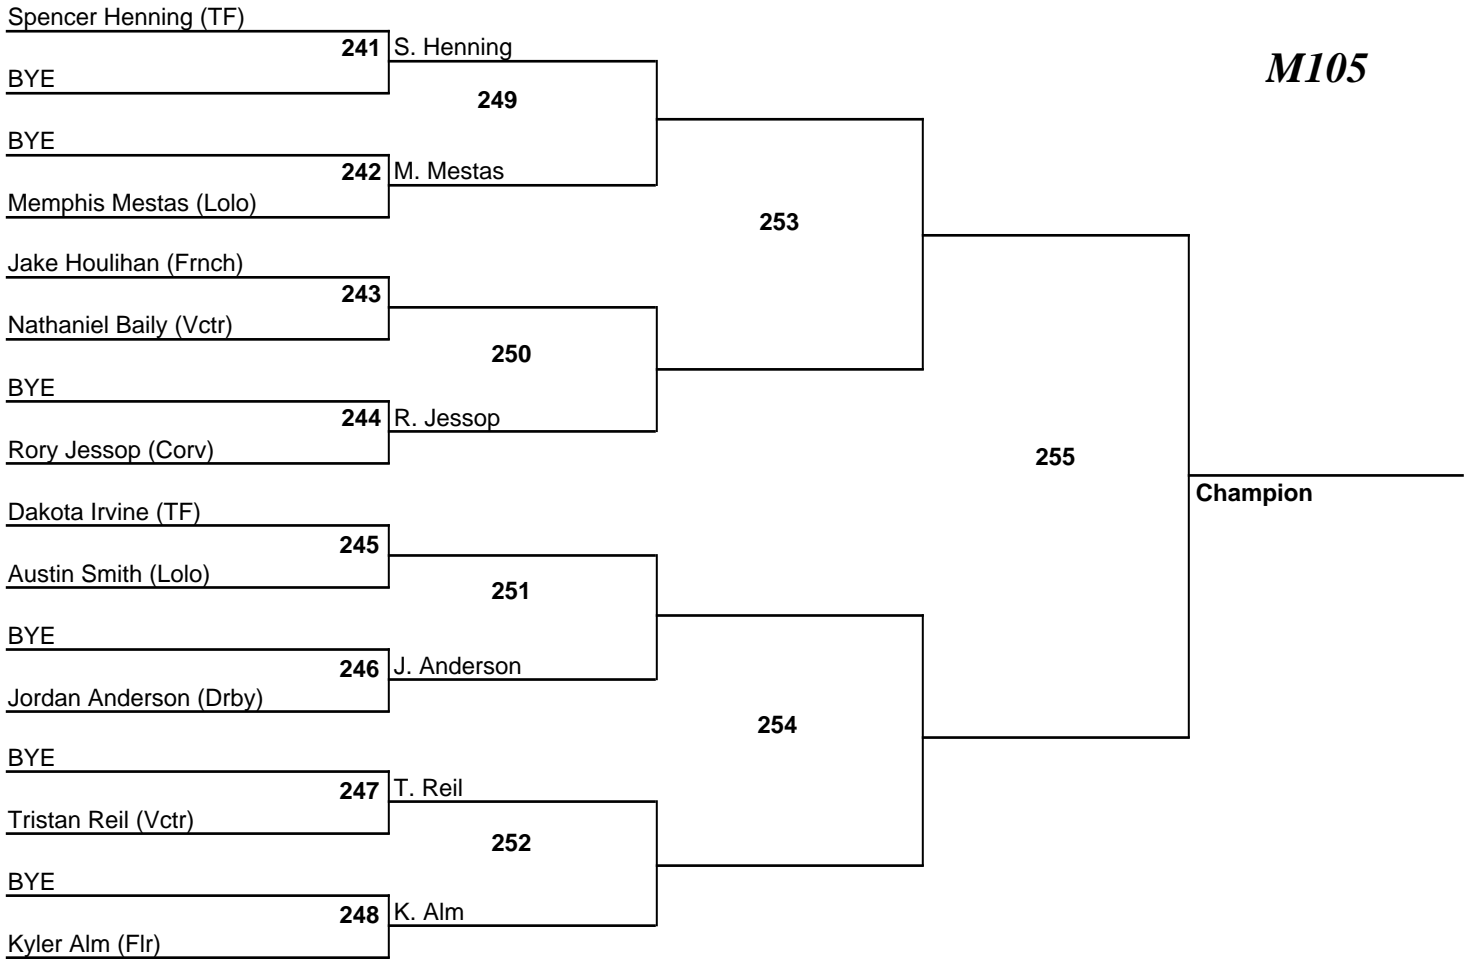 Spencer Henning (TF)
241 S. Henning
M105
BYE
249
BYE
242 M. Mestas
Memphis Mestas (Lolo)
253
Jake Houlihan (Frnch)
243
Nathaniel Baily (Vctr)
250
BYE
244 R. Jessop
Rory Jessop (Corv)
255
Champion
Dakota Irvine (TF)
245
Austin Smith (Lolo)
251
BYE
246 J. Anderson
Jordan Anderson (Drby)
254
BYE
247 T. Reil
Tristan Reil (Vctr)
252
BYE
248 K. Alm
Kyler Alm (Flr)